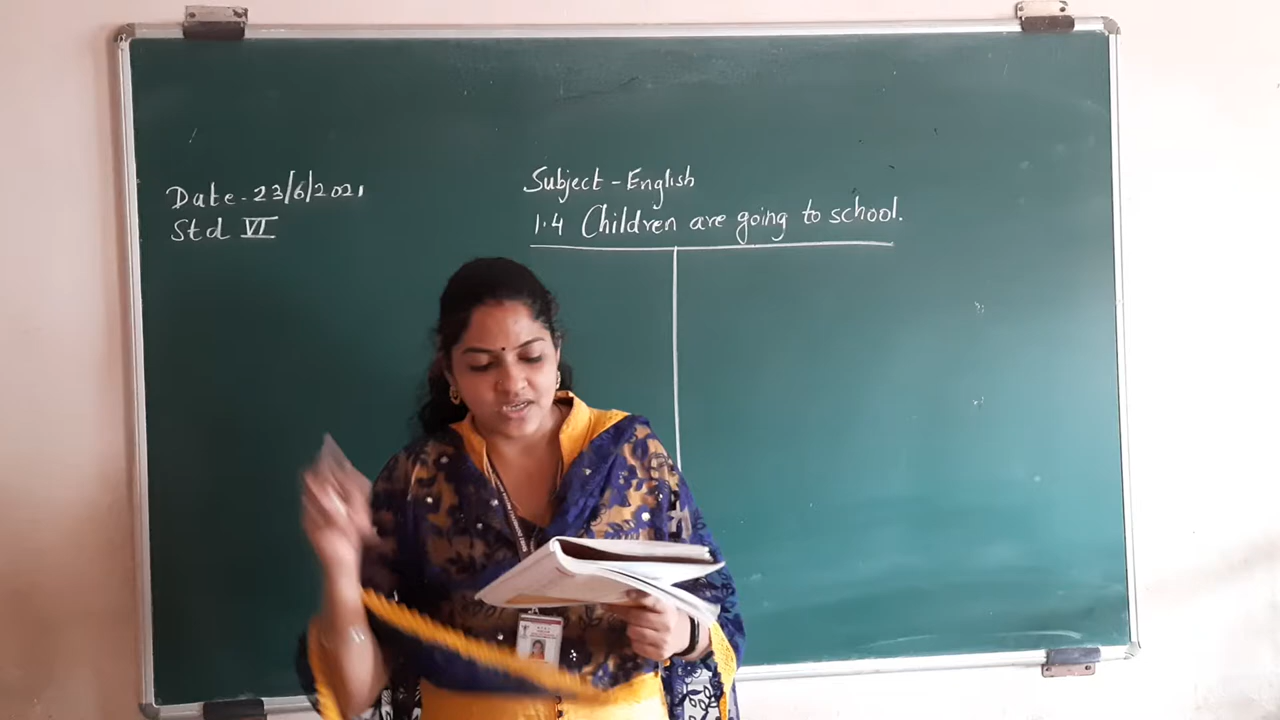 Date - 23/6/2021
Std VI
Subject - English
1.4 Children are going to school.